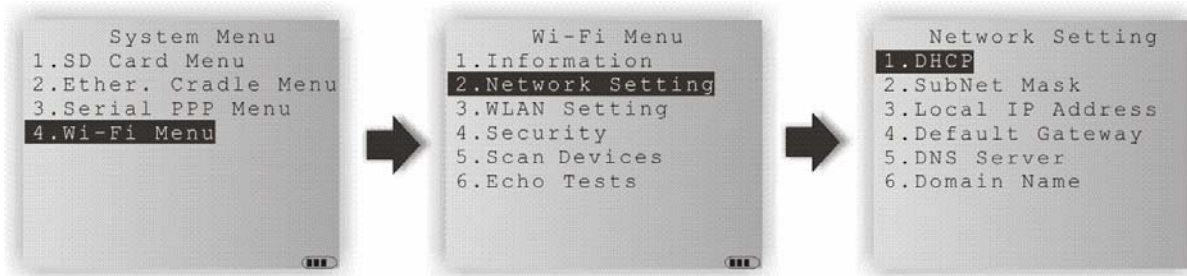 System Menu
1.SD Card Menu
2.Ether. Cradle Menu
3.Serial PPP Menu
4.Wi-Fi Menu
Wi-Fi Menu
1.Information
2.Network Setting
3.WLAN Setting
4.Security
5.Scan Devices
6.Echo Tests
Network Setting
1.DHCP
2.SubNet Mask
3.Local IP Address
4.Default Gateway
5.DNS Server
6.Domain Name